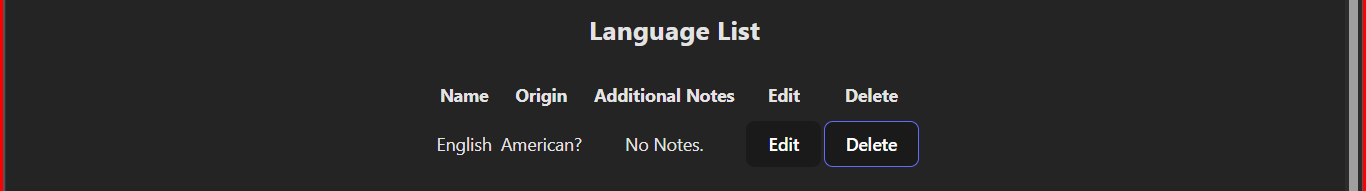 Language List
Name Origin Additional Notes Edit Delete
English American? No Notes. Edit Delete